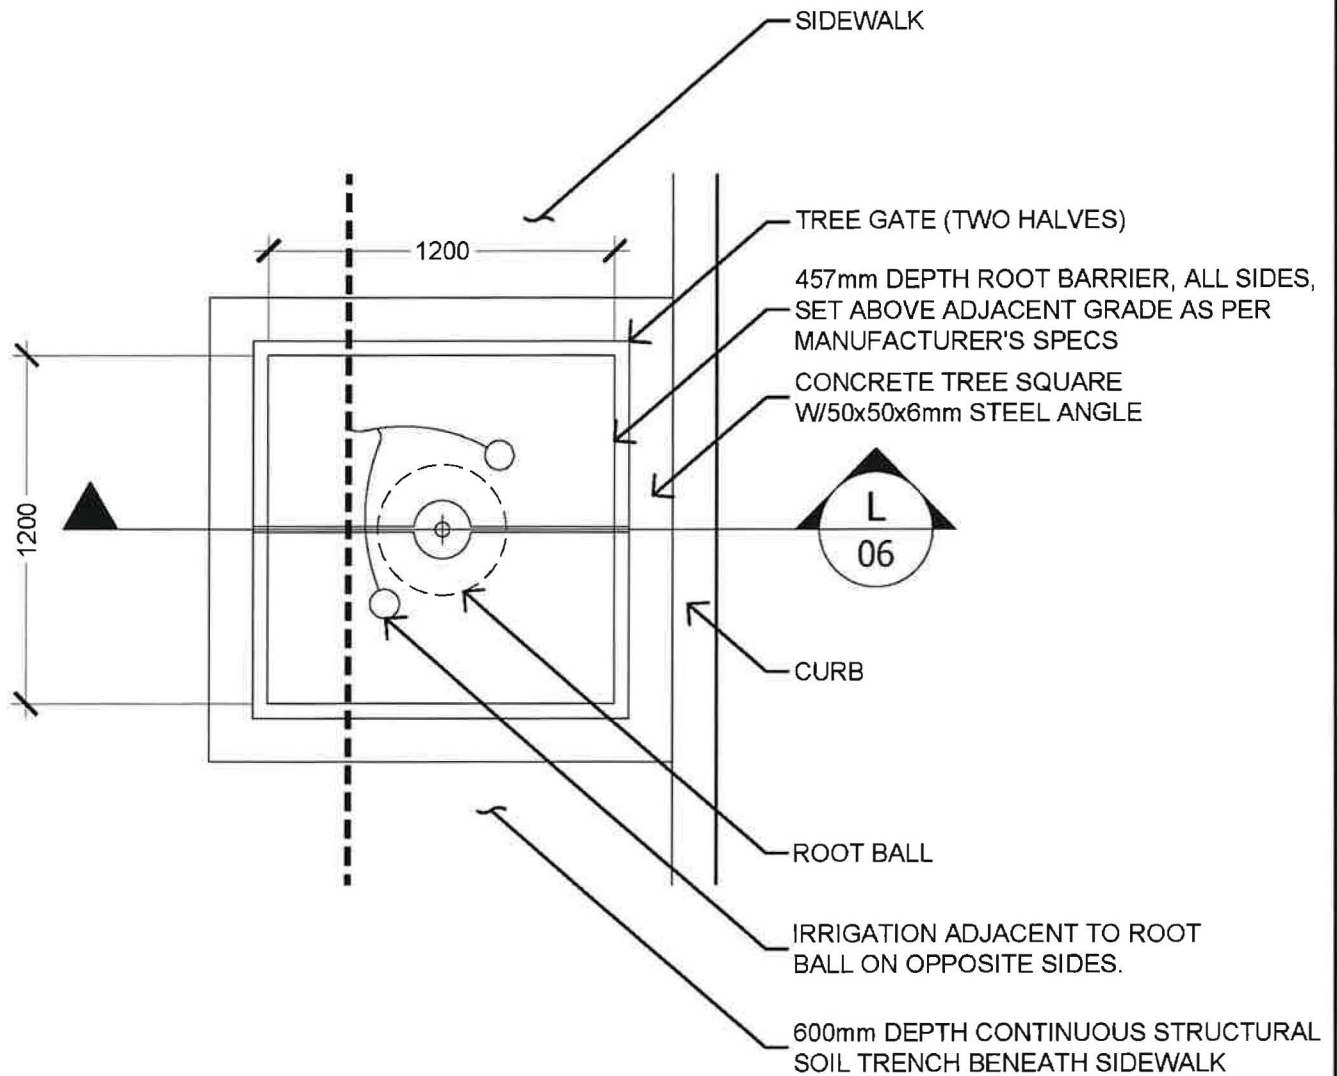 SIDEWALK
TREE GATE (TWO HALVES)
1200
457mm DEPTH ROOT BARRIER, ALL SIDES,
SET ABOVE ADJACENT GRADE AS PER
MANUFACTURER'S SPECS
CONCRETE TREE SQUARE
W/50x50x6mm STEEL ANGLE
1200
L
06
CURB
ROOT BALL
IRRIGATION ADJACENT TO ROOT
BALL ON OPPOSITE SIDES.
600mm DEPTH CONTINUOUS STRUCTURAL
SOIL TRENCH BENEATH SIDEWALK